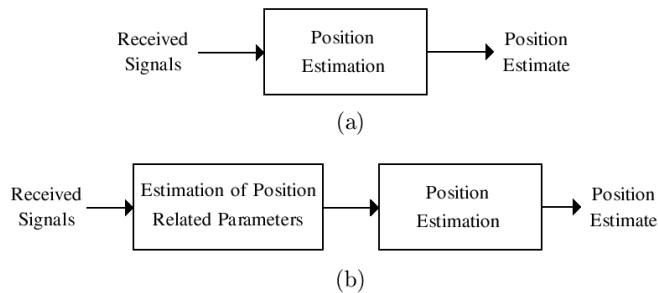 Received
Signals
Position
Estimation
Position
Estimate
(a)
Received
Signals
Estimation of Position
Related Parameters
Position
Estimation
Position
Estimate
(b)